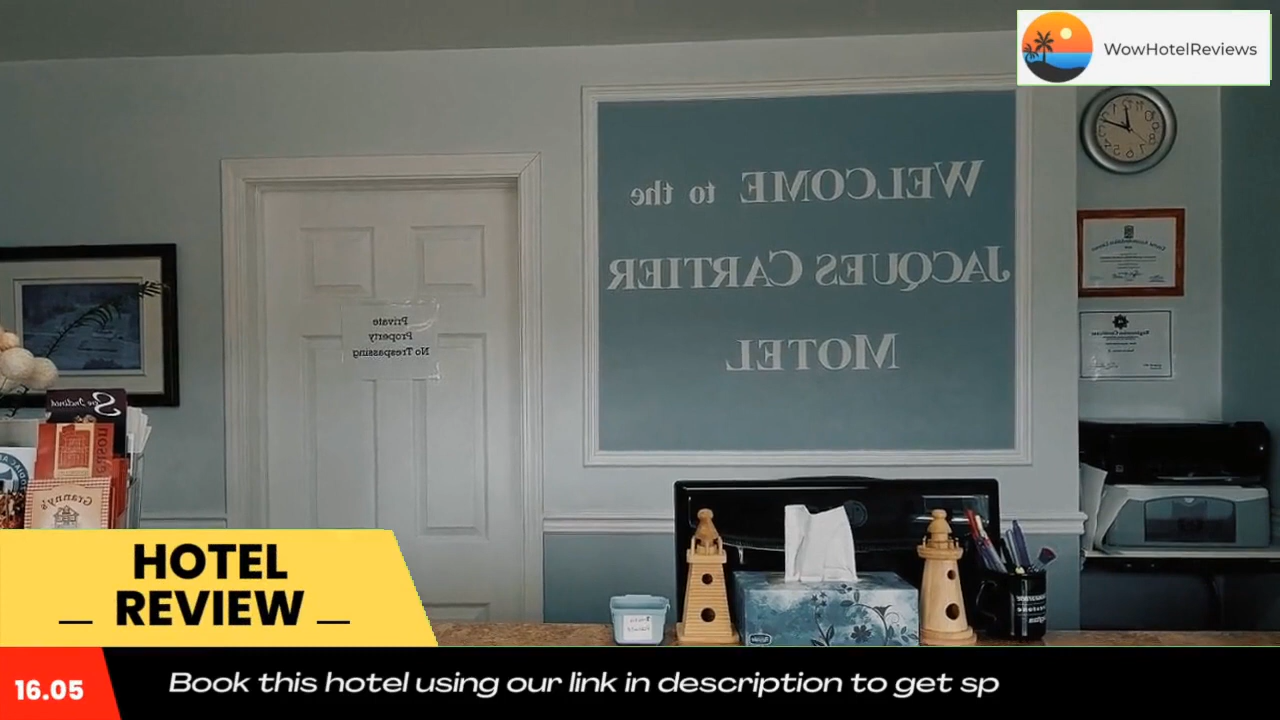 WowHotelReviews
WELCOME to the
JACQUES CARTIER
MOTEL
Private
Property
No Trespassing
Granny's
HOTEL
REVIEW
16.05
Book this hotel using our link in description to get sp